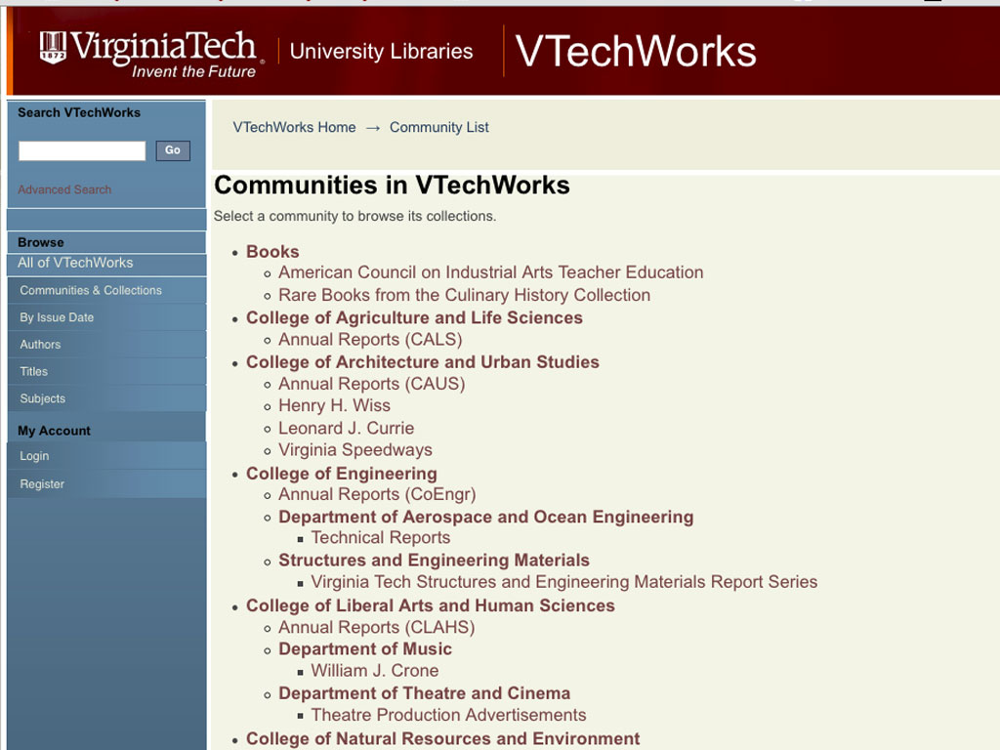 VirginiaTech
1872
Invent the Future
University Libraries
VTechWorks
Search VTechWorks
Go
Advanced Search
Browse
All of VTechWorks
Communities & Collections
By Issue Date
Authors
Titles
Subjects
My Account
Login
Register
VTechWorks Home → Community List
Communities in VTechWorks
Select a community to browse its collections.
Books
American Council on Industrial Arts Teacher Education
Rare Books from the Culinary History Collection
College of Agriculture and Life Sciences
Annual Reports (CALS)
College of Architecture and Urban Studies
Annual Reports (CAUS)
Henry H. Wiss
Leonard J. Currie
Virginia Speedways
College of Engineering
Annual Reports (CoEngr)
Department of Aerospace and Ocean Engineering
Technical Reports
Structures and Engineering Materials
Virginia Tech Structures and Engineering Materials Report Series
College of Liberal Arts and Human Sciences
Annual Reports (CLAHS)
Department of Music
William J. Crone
Department of Theatre and Cinema
Theatre Production Advertisements
College of Natural Resources and Environment